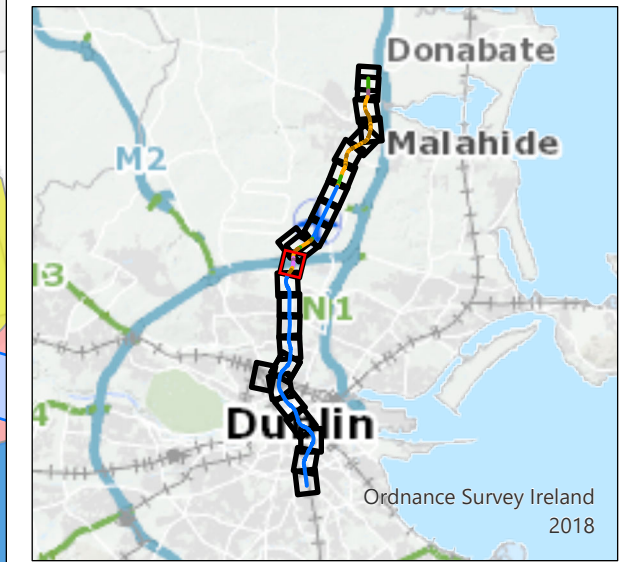 Donabate
Malahide
M2
N1
Dublin
Ordnance Survey Ireland
2018